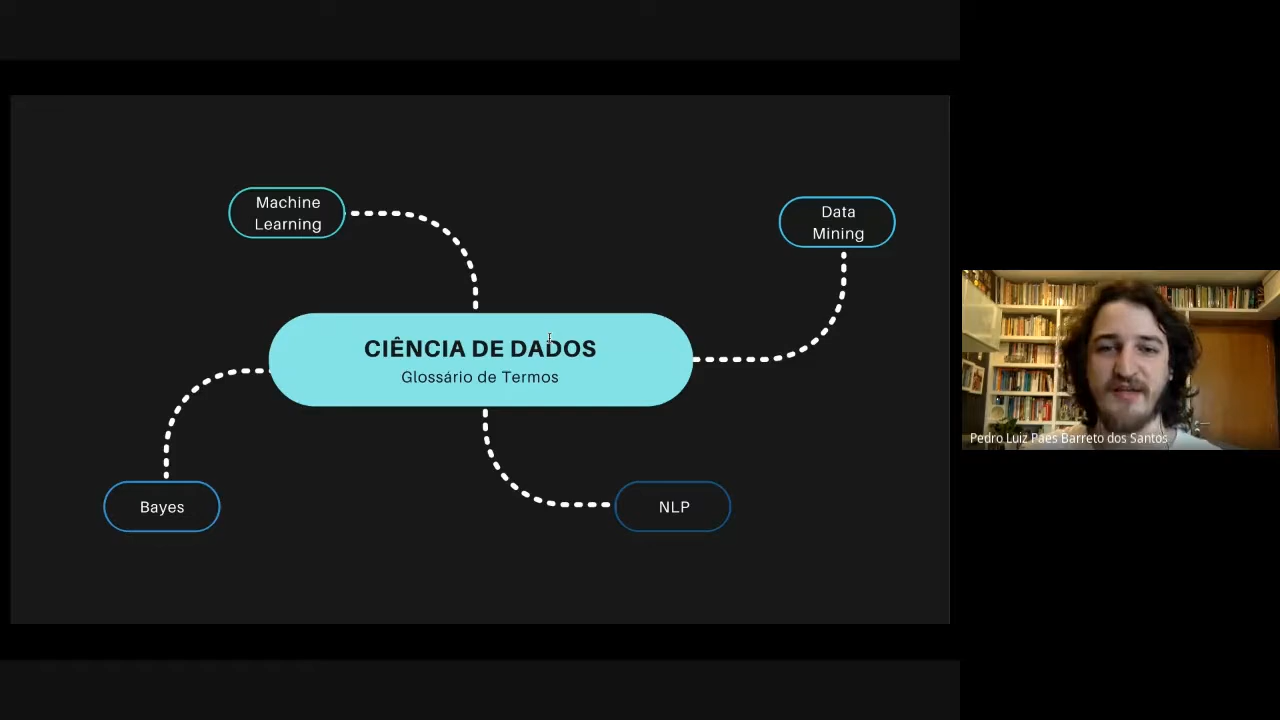 Machine
Learning
Data
Mining
CIÊNCIA DE DADOS
Glossário de Termos
Bayes
NLP
Pedro Luiz Paes Barreto dos Santos